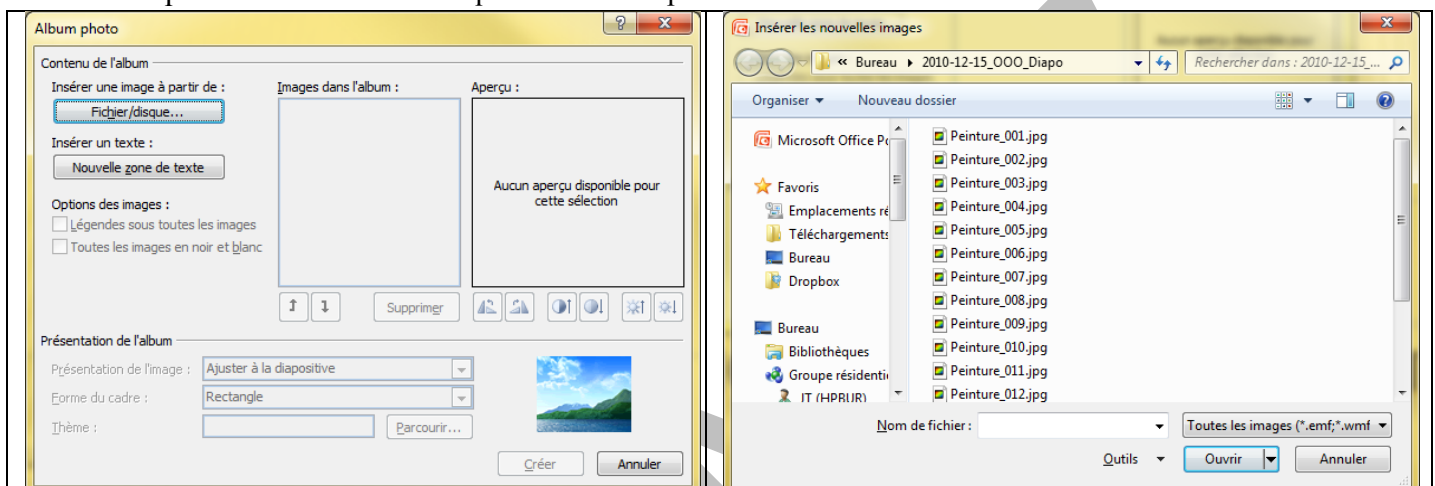 Album photo
Contenu de l'album
Insérer une image à partir de :
Fichier/disque...
Insérer un texte :
Nouvelle zone de texte
Options des images :
Légendes sous toutes les images
Toutes les images en noir et blanc
Images dans l'album :
Supprimer
Aperçu :
Aucun aperçu disponible pour
cette sélection
Présentation de l'album
Présentation de l'image :
Ajuster à la diapositive
Forme du cadre :
Rectangle
Thème :
Parcourir...
Créer
Annuler
Insérer les nouvelles images
« Bureau ▸ 2010-12-15_OOO_Diapo
Rechercher dans : 2010-12-15_...
Organiser
Nouveau dossier
Microsoft Office Po
Favoris
Emplacements ré
Téléchargements
Bureau
Dropbox
Bureau
Bibliothèques
Groupe résidentie
JT (HPBUR)
Peinture_001.jpg
Peinture_002.jpg
Peinture_003.jpg
Peinture_004.jpg
Peinture_005.jpg
Peinture_006.jpg
Peinture_007.jpg
Peinture_008.jpg
Peinture_009.jpg
Peinture_010.jpg
Peinture_011.jpg
Peinture_012.jpg
Nom de fichier :
Toutes les images (*.emf;*.wmf
Outils
Ouvrir
Annuler